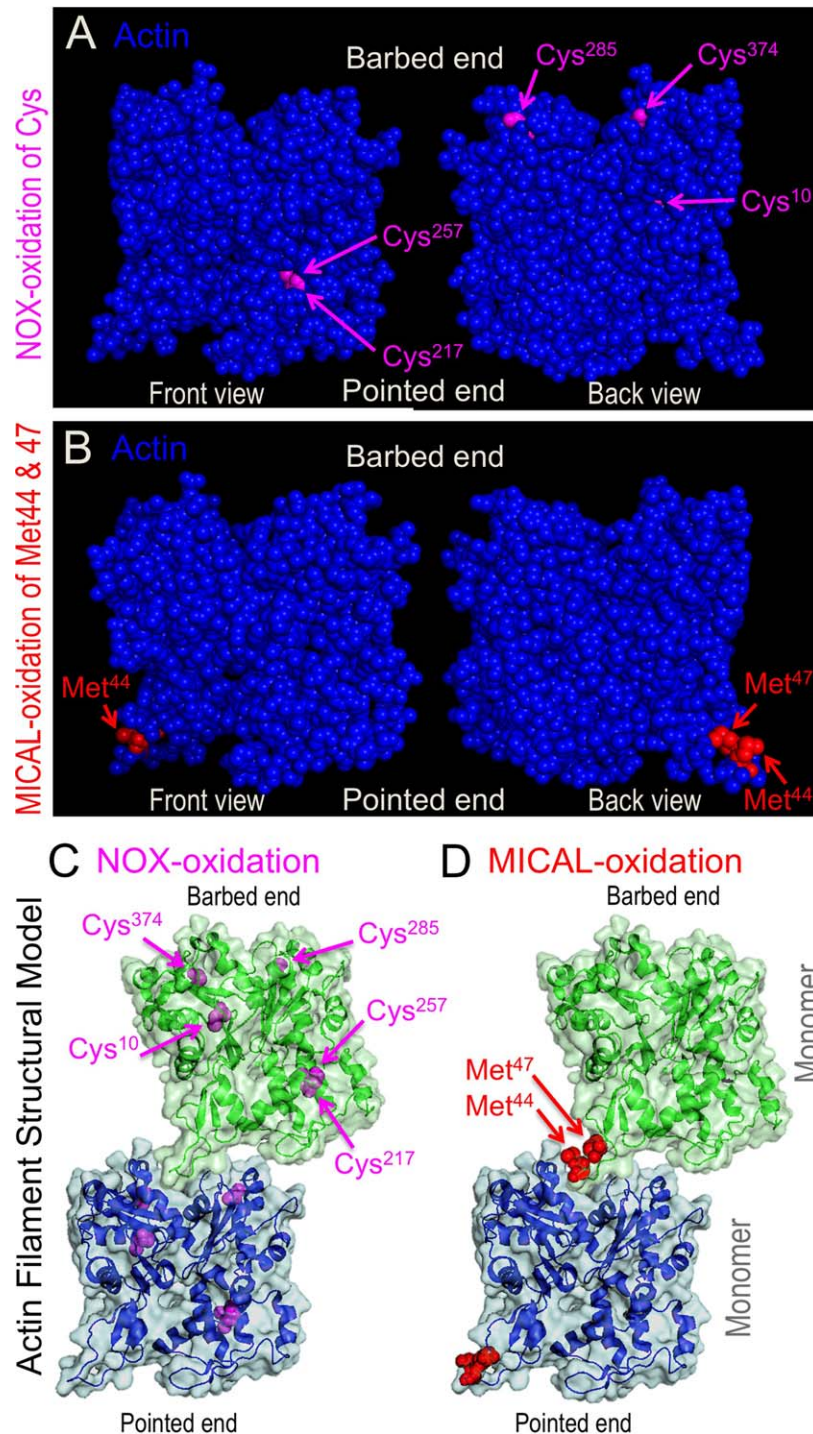 NOX-oxidation of Cys
A Actin
Barbed end
Cys²⁸⁵
Cys³⁷⁴
Cys¹⁰
Cys²⁵⁷
Cys²¹⁷
Front view
Pointed end
Back view
MICAL-oxidation of Met44 & 47
B Actin
Barbed end
Met⁴⁴
Met⁴⁷
Met⁴⁴
Front view
Pointed end
Back view
Actin Filament Structural Model
C NOX-oxidation
Barbed end
Cys³⁷⁴
Cys²⁸⁵
Cys²⁵⁷
Cys¹⁰
Cys²¹⁷
Pointed end
D MICAL-oxidation
Barbed end
Monomer
Met⁴⁷
Met⁴⁴
Monomer
Pointed end